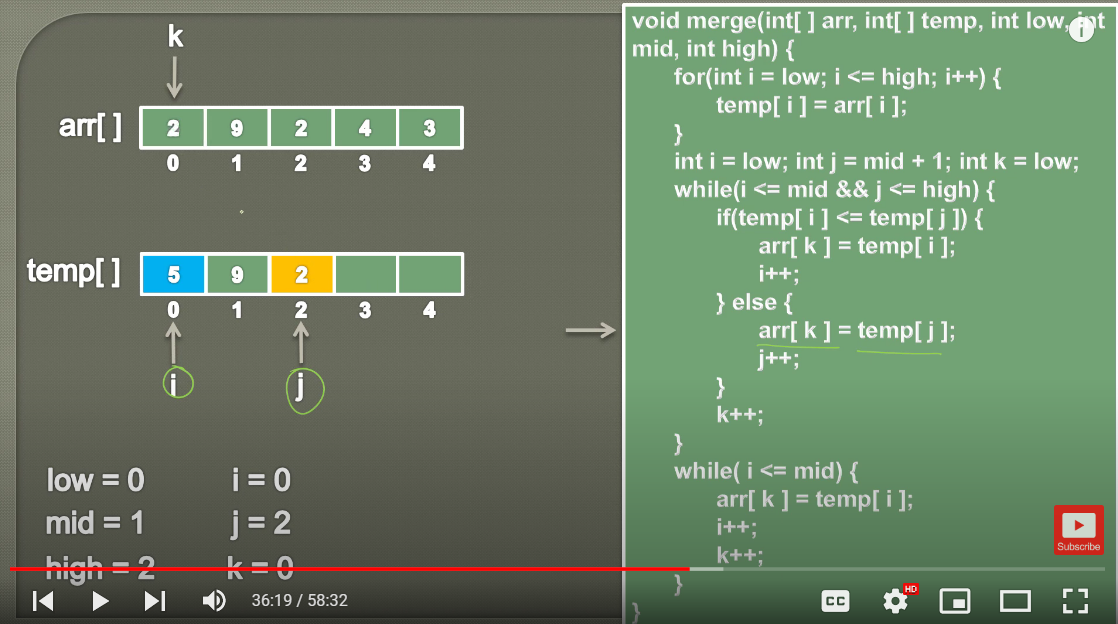 k
arr[ ]
2 9 2 4 3
0 1 2 3 4
temp[ ]
5 9 2
0 1 2 3 4
i j
low = 0 i = 0
mid = 1 j = 2
high = 2 k = 0
void merge(int[ ] arr, int[ ] temp, int low, int
mid, int high) {
for(int i = low; i <= high; i++) {
temp[ i ] = arr[ i ];
}
int i = low; int j = mid + 1; int k = low;
while(i <= mid && j <= high) {
if(temp[ i ] <= temp[ j ]) {
arr[ k ] = temp[ i ];
i++;
} else {
arr[ k ] = temp[ j ];
j++;
}
k++;
}
while( i <= mid) {
arr[ k ] = temp[ i ];
i++;
k++;
}
}
i
Subscribe
36:19 / 58:32
CC
HD